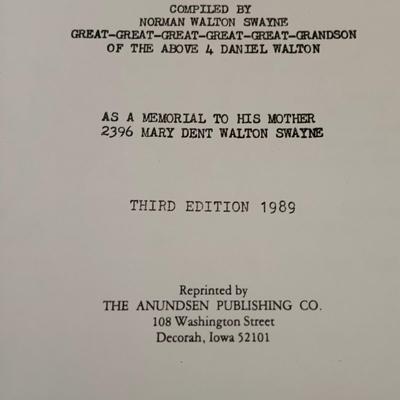 COMPILED BY
NORMAN WALTON SWAYNE
GREAT-GREAT-GREAT-GREAT-GREAT-GRANDSON
OF THE ABOVE 4 DANIEL WALTON
AS A MEMORIAL TO HIS MOTHER
2396 MARY DENT WALTON SWAYNE
THIRD EDITION 1989
Reprinted by
THE ANUNDSEN PUBLISHING CO.
108 Washington Street
Decorah, Iowa 52101